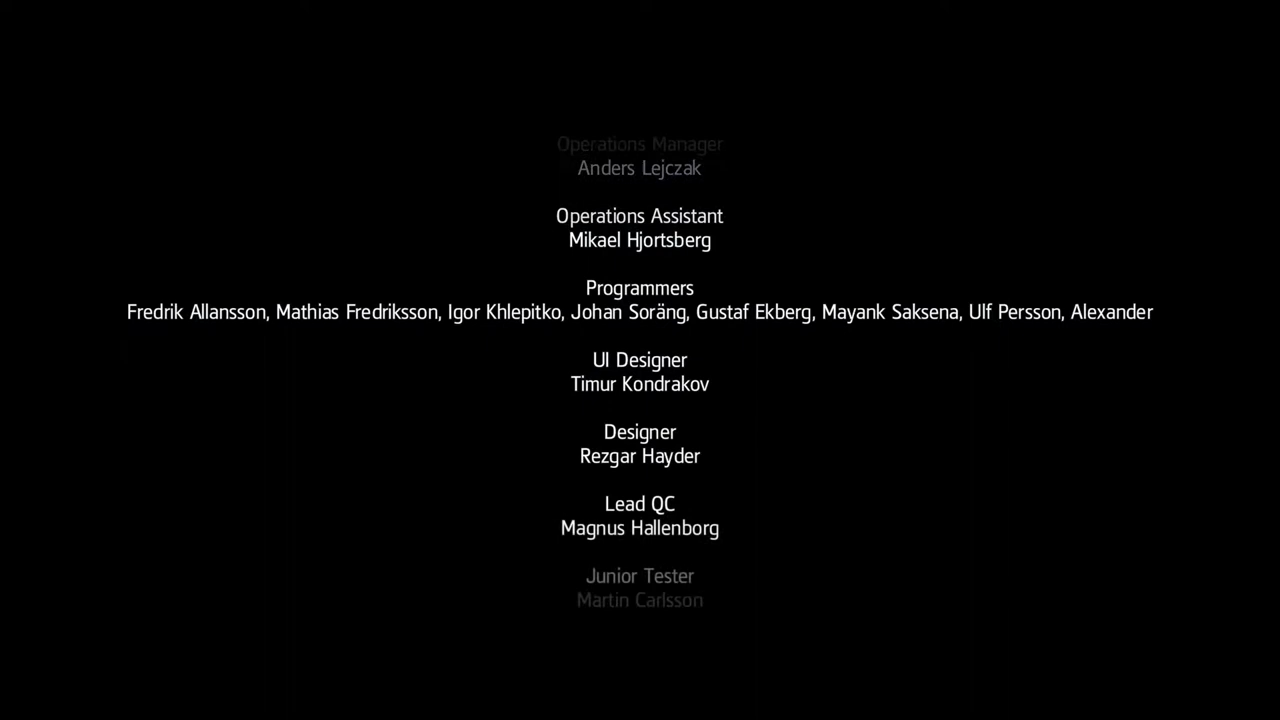 Operations Manager
Anders Lejczak
Operations Assistant
Mikael Hjortsberg
Programmers
Fredrik Allansson, Mathias Fredriksson, Igor Khlepitko, Johan Soräng, Gustaf Ekberg, Mayank Saksena, Ulf Persson, Alexander
UI Designer
Timur Kondrakov
Designer
Rezgar Hayder
Lead QC
Magnus Hallenborg
Junior Tester
Martin Carlsson